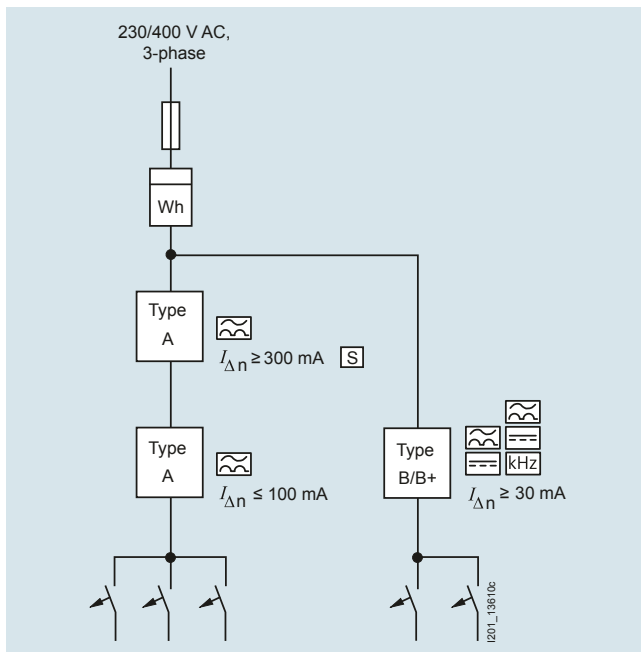 230/400 V AC,
3-phase
Wh
Type
A
IΔn ≥ 300 mA S
Type
A
IΔn ≤ 100 mA
Type
B/B+
kHz
IΔn ≥ 30 mA
I201_13610c